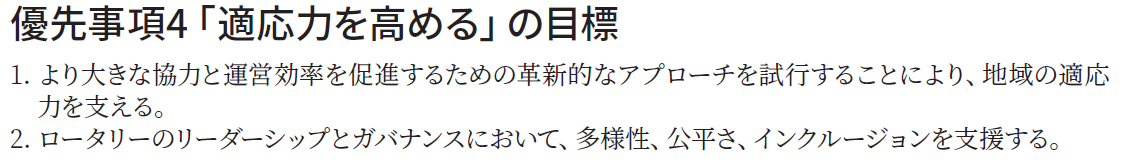 優先事項4「適応力を高める」の目標
1. より大きな協力と運営効率を促進するための革新的なアプローチを試行することにより、地域の適応
力を支える。
2. ロータリーのリーダーシップとガバナンスにおいて、多様性、公平さ、インクルージョンを支援する。